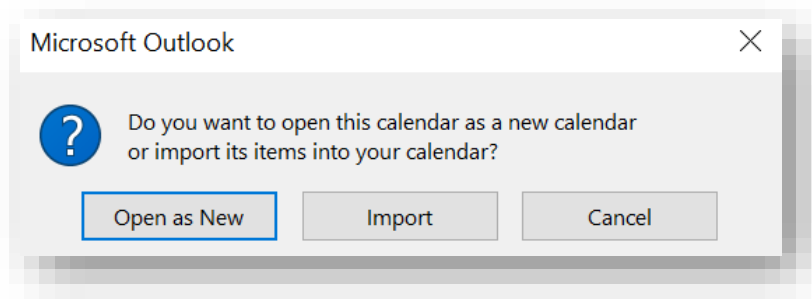 Microsoft Outlook
Do you want to open this calendar as a new calendar
or import its items into your calendar?
Open as New
Import
Cancel